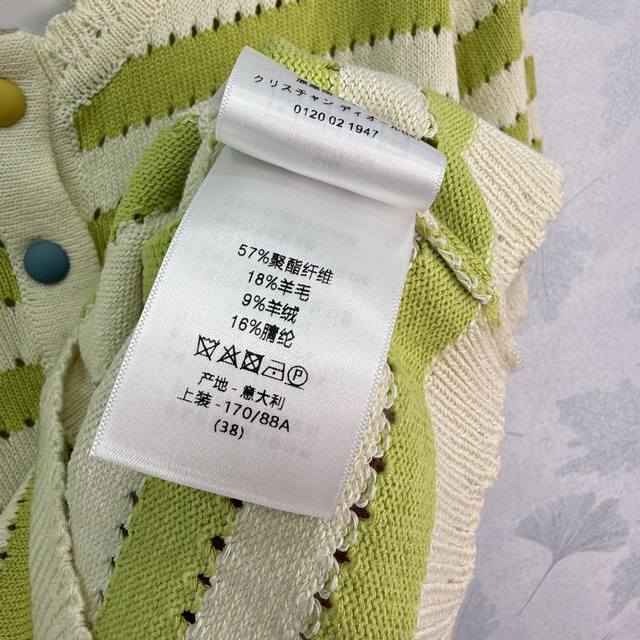 クリスチャン ディオール
0120 02 1947
57%聚酯纤维
18%羊毛
9%羊绒
16%腈纶
P
产地 - 意大利
上装 -170/88A
(38)